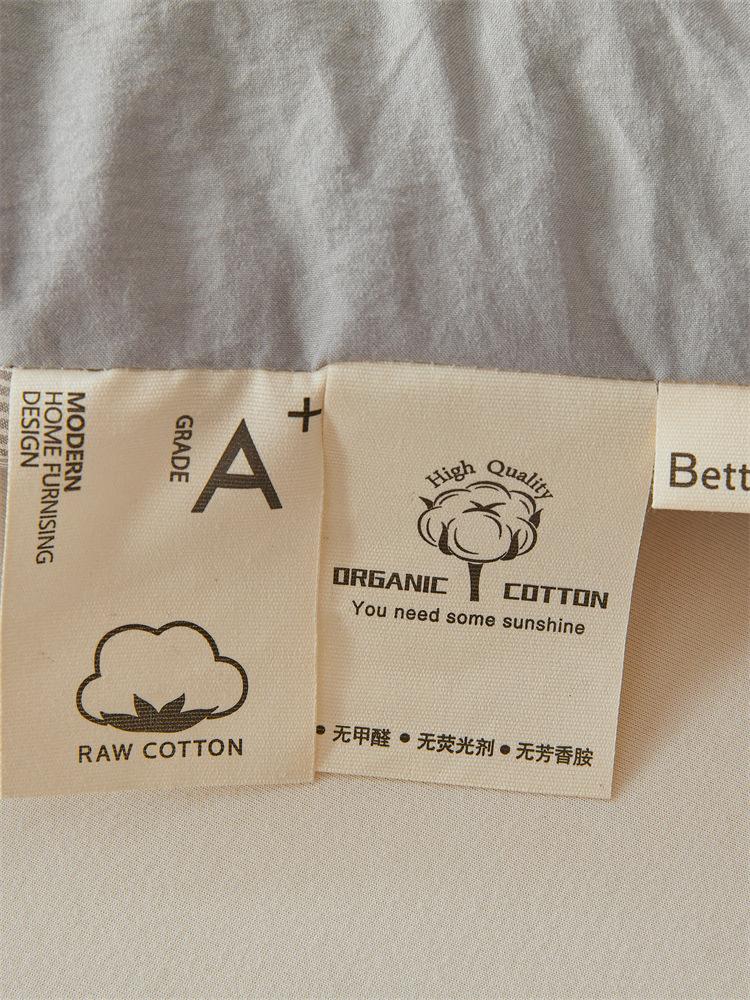 MODERN
HOME FURNISING
DESIGN
GRADE
A+
RAW COTTON
High Quality
ORGANIC COTTON
You need some sunshine
• 无甲醛 • 无荧光剂 • 无芳香胺
Bett